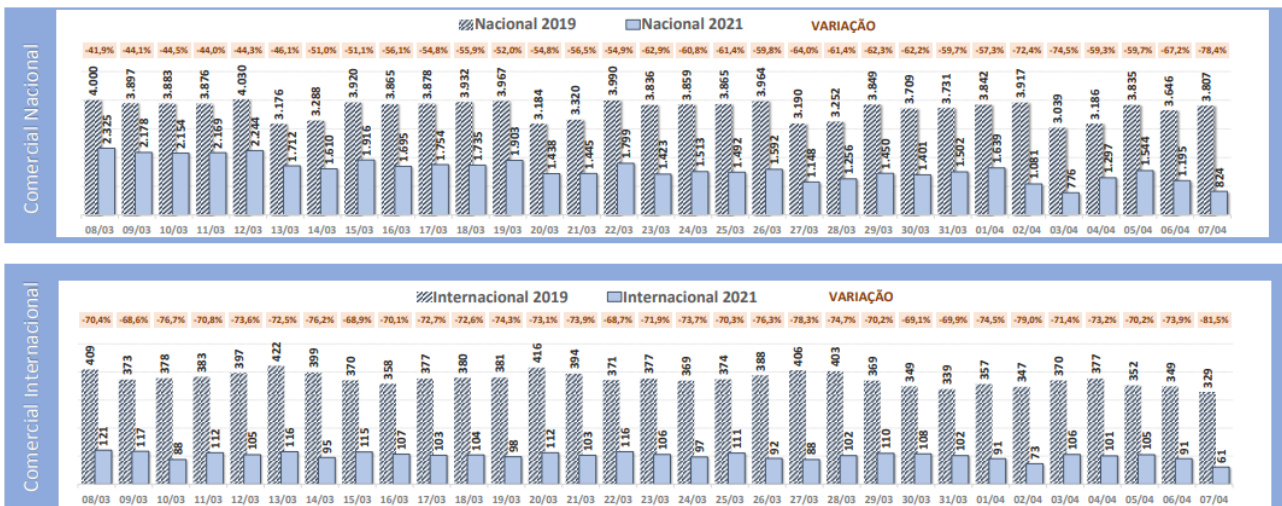 Comercial Nacional
Nacional 2019 Nacional 2021 VARIAÇÃO
-41,9% -44,1% -44,5% -44,0% -44,3% -46,1% -51,0% -51,1% -56,1% -54,8% -55,9% -52,0% -54,8% -56,5% -54,9% -62,9% -60,8% -61,4% -59,8% -64,0% -61,4% -62,3% -62,2% -59,7% -57,3% -72,4% -74,5% -59,3% -59,7% -67,2% -78,4%
4.000 3.897 3.883 3.876 4.030 3.176 3.288 3.920 3.865 3.878 3.932 3.967 3.184 3.320 3.990 3.836 3.859 3.865 3.964 3.190 3.252 3.849 3.709 3.731 3.842 3.917 3.039 3.186 3.835 3.646 3.807
2.325 2.178 2.154 2.169 2.244 1.712 1.610 1.916 1.695 1.754 1.735 1.903 1.438 1.445 1.799 1.423 1.513 1.492 1.592 1.148 1.256 1.450 1.401 1.502 1.639 1.081 776 1.297 1.544 1.195 824
08/03 09/03 10/03 11/03 12/03 13/03 14/03 15/03 16/03 17/03 18/03 19/03 20/03 21/03 22/03 23/03 24/03 25/03 26/03 27/03 28/03 29/03 30/03 31/03 01/04 02/04 03/04 04/04 05/04 06/04 07/04
Comercial Internacional
Internacional 2019 Internacional 2021 VARIAÇÃO
-70,4% -68,6% -76,7% -70,8% -73,6% -72,5% -76,2% -68,9% -70,1% -72,7% -72,6% -74,3% -73,1% -73,9% -68,7% -71,9% -73,7% -70,3% -76,3% -78,3% -74,7% -70,2% -69,1% -69,9% -74,5% -79,0% -71,4% -73,2% -70,2% -73,9% -81,5%
409 373 378 383 397 422 399 370 358 377 380 381 416 394 371 377 369 374 388 406 403 369 349 339 357 347 370 377 352 349 329
121 117 88 112 105 116 95 115 107 103 104 98 112 103 116 106 97 111 92 88 102 110 108 102 91 73 106 101 105 91 61
08/03 09/03 10/03 11/03 12/03 13/03 14/03 15/03 16/03 17/03 18/03 19/03 20/03 21/03 22/03 23/03 24/03 25/03 26/03 27/03 28/03 29/03 30/03 31/03 01/04 02/04 03/04 04/04 05/04 06/04 07/04